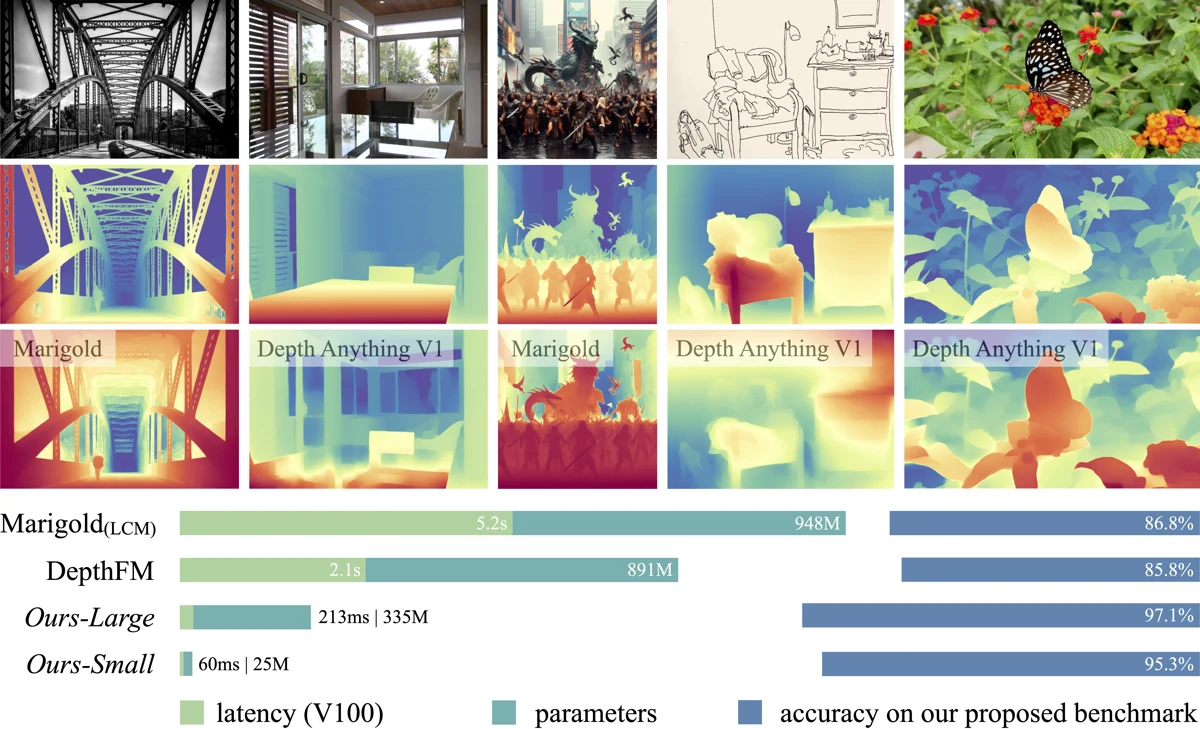 Marigold
Depth Anything V1
Marigold
Depth Anything V1
Depth Anything V1
Marigold(LCM) 5.2s 948M 86.8%
DepthFM 2.1s 891M 85.8%
Ours-Large 213ms | 335M 97.1%
Ours-Small 60ms | 25M 95.3%
latency (V100) parameters accuracy on our proposed benchmark